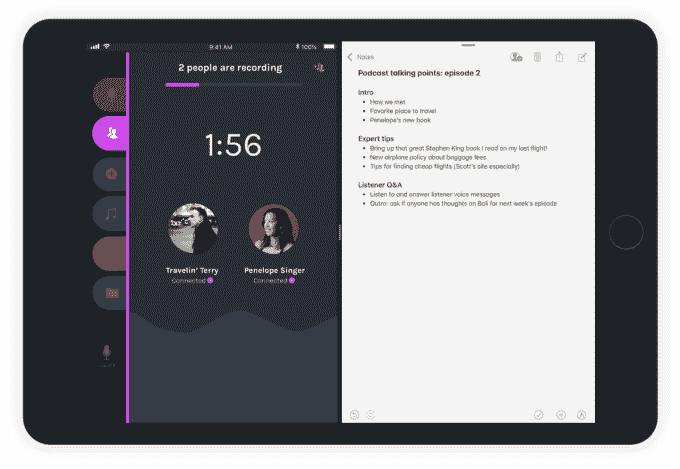 9:41 AM
100%
2 people are recording
1:56
Travelin' Terry
Connected
Penelope Singer
Connected
Notes
Podcast talking points: episode 2
Intro
• How we met
• Favorite place to travel
• Penelope's new book
Expert tips
• Bring up that great Stephen King book I read on my last flight!
• New airplane policy about baggage fees
• Tips for finding cheap flights (Scott's site especially)
Listener Q&A
• Listen to and answer listener voice messages
• Outro: ask if anyone has thoughts on Bali for next week's episode